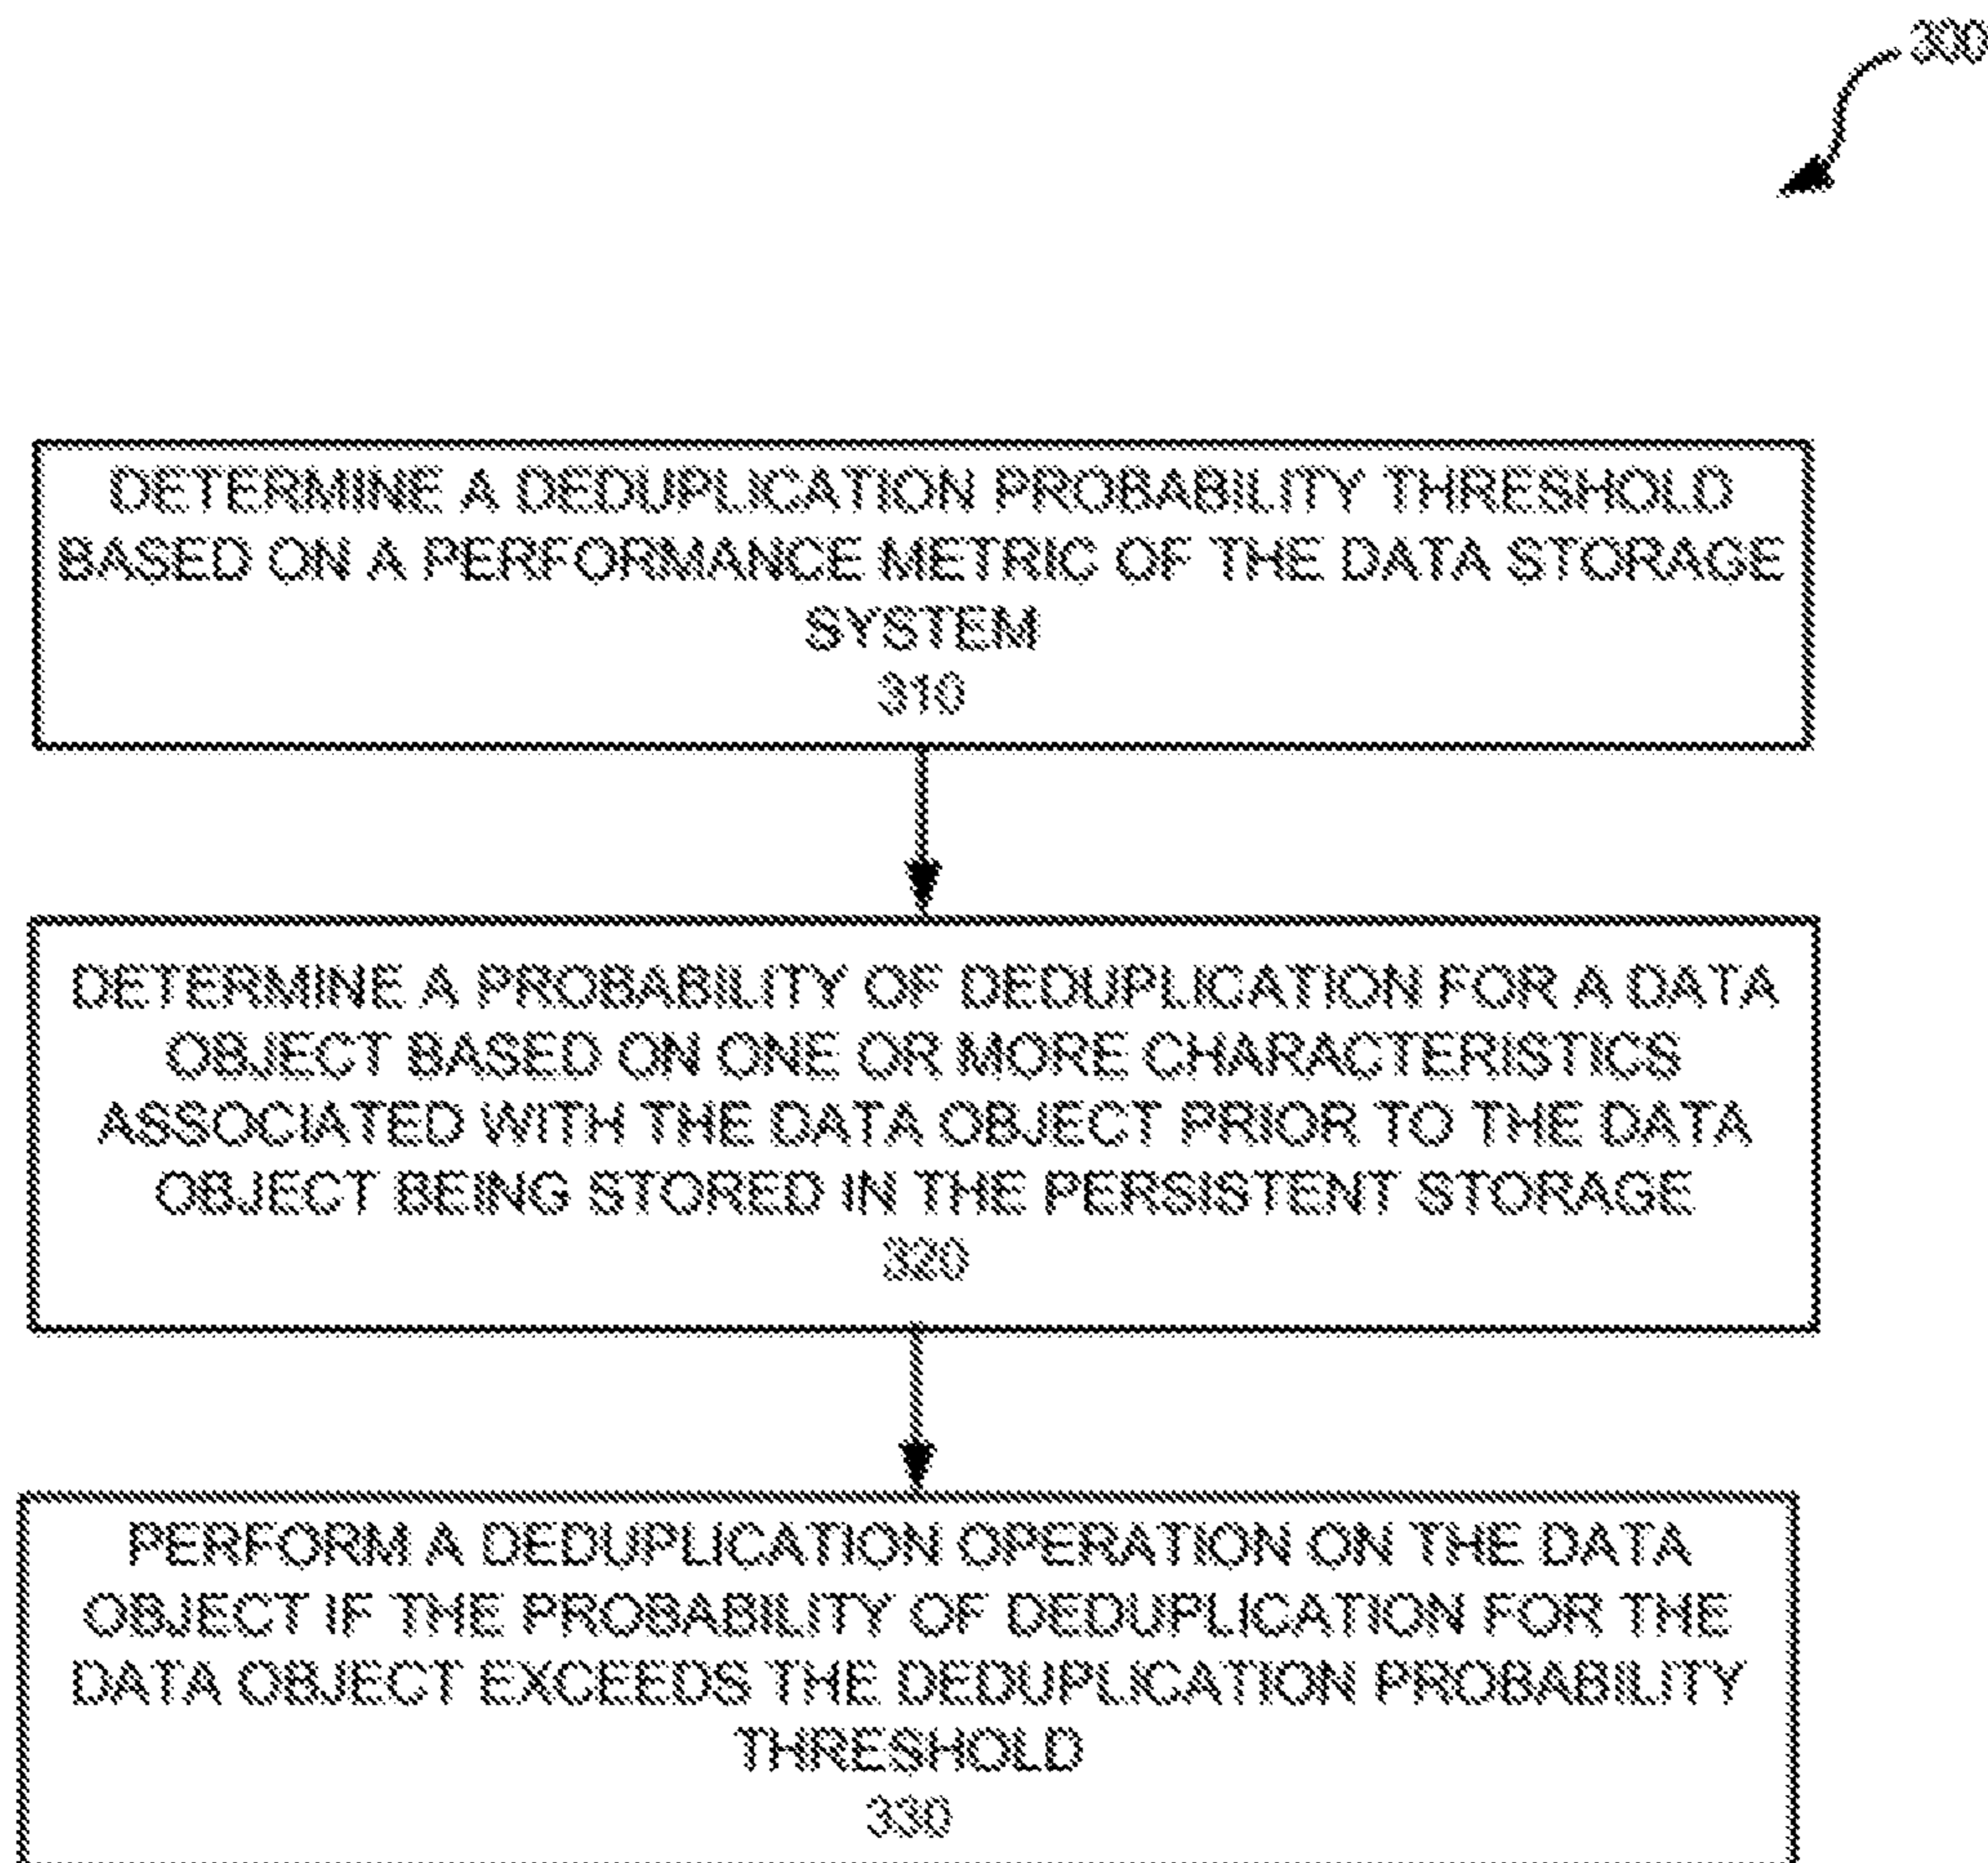 300
DETERMINE A DEDUPLICATION PROBABILITY THRESHOLD
BASED ON A PERFORMANCE METRIC OF THE DATA STORAGE
SYSTEM
310
DETERMINE A PROBABILITY OF DEDUPLICATION FOR A DATA
OBJECT BASED ON ONE OR MORE CHARACTERISTICS
ASSOCIATED WITH THE DATA OBJECT PRIOR TO THE DATA
OBJECT BEING STORED IN THE PERSISTENT STORAGE
320
PERFORM A DEDUPLICATION OPERATION ON THE DATA
OBJECT IF THE PROBABILITY OF DEDUPLICATION FOR THE
DATA OBJECT EXCEEDS THE DEDUPLICATION PROBABILITY
THRESHOLD
330